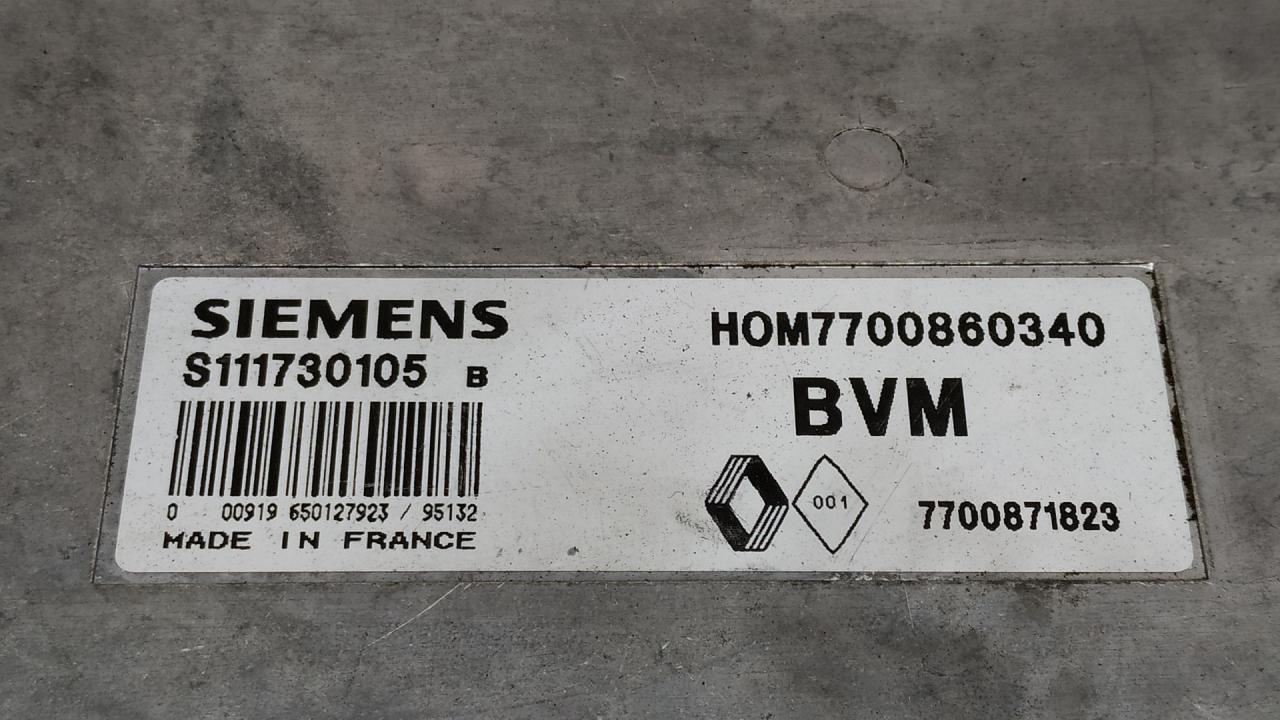 SIEMENS
S111730105 B
0 00919 650127923 / 95132
MADE IN FRANCE
HOM7700860340
BVM
001
7700871823